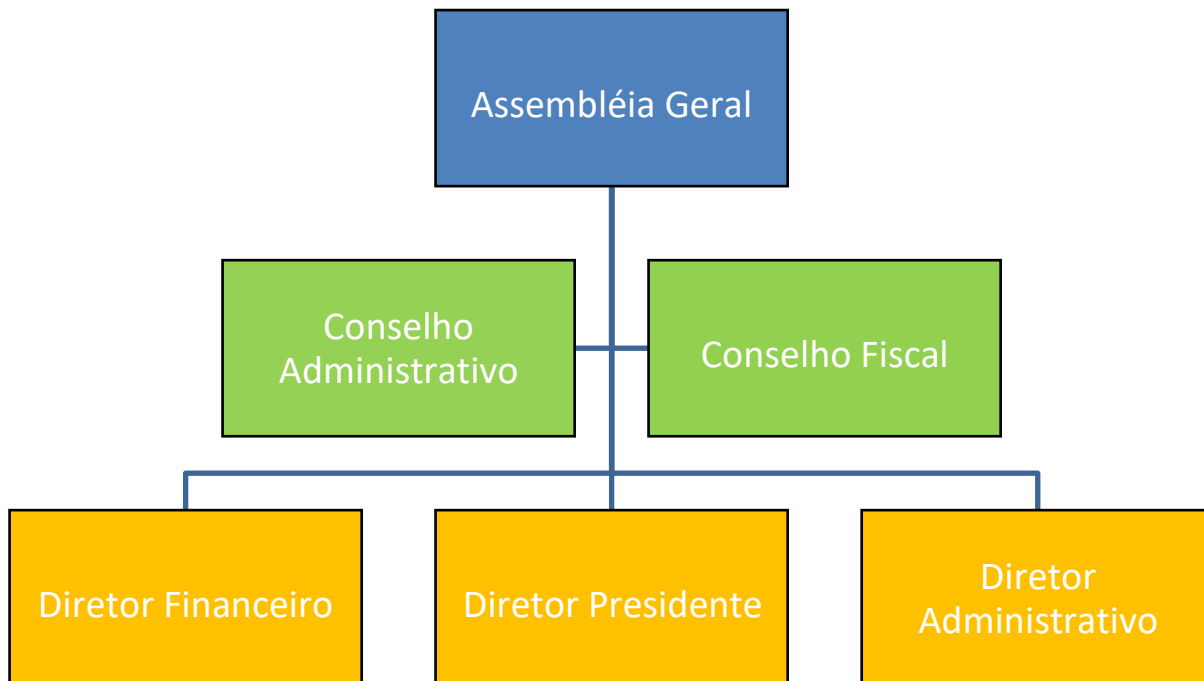 Assembléia Geral
Conselho
Administrativo
Conselho Fiscal
Diretor Financeiro
Diretor Presidente
Diretor
Administrativo